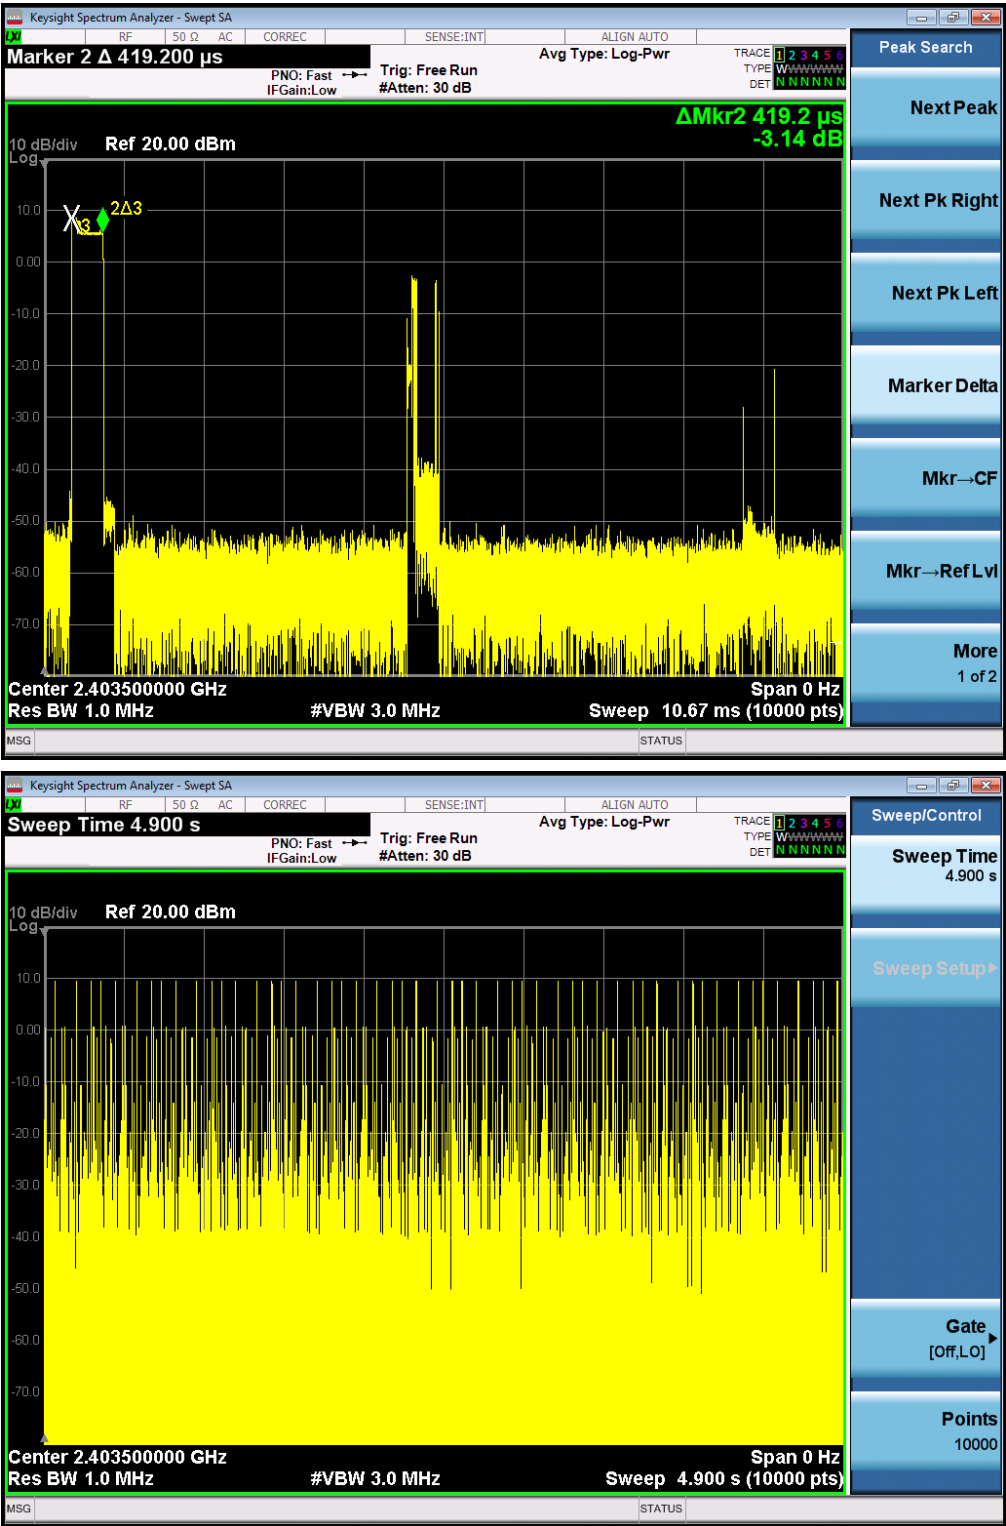 Keysight Spectrum Analyzer - Swept SA
LXI RF 50 Ω AC CORREC SENSE:INT ALIGN AUTO
Marker 2 Δ 419.200 µs
PNO: Fast
IFGain:Low
Trig: Free Run
#Atten: 30 dB
Avg Type: Log-Pwr
TRACE 1 2 3 4 5 6
TYPE WWWWWW
DET N N N N N N
ΔMkr2 419.2 µs
-3.14 dB
10 dB/div Ref 20.00 dBm
Log
10.0
0.00
-10.0
-20.0
-30.0
-40.0
-50.0
-60.0
-70.0
X3
2Δ3
Center 2.403500000 GHz Span 0 Hz
Res BW 1.0 MHz #VBW 3.0 MHz Sweep 10.67 ms (10000 pts)
MSG STATUS
Peak Search
Next Peak
Next Pk Right
Next Pk Left
Marker Delta
Mkr→CF
Mkr→Ref Lvl
More
1 of 2
Keysight Spectrum Analyzer - Swept SA
LXI RF 50 Ω AC CORREC SENSE:INT ALIGN AUTO
Sweep Time 4.900 s
PNO: Fast
IFGain:Low
Trig: Free Run
#Atten: 30 dB
Avg Type: Log-Pwr
TRACE 1 2 3 4 5 6
TYPE WWWWWW
DET N N N N N N
10 dB/div Ref 20.00 dBm
Log
10.0
0.00
-10.0
-20.0
-30.0
-40.0
-50.0
-60.0
-70.0
Center 2.403500000 GHz Span 0 Hz
Res BW 1.0 MHz #VBW 3.0 MHz Sweep 4.900 s (10000 pts)
MSG STATUS
Sweep/Control
Sweep Time
4.900 s
Sweep Setup
Gate
[Off,LO]
Points
10000